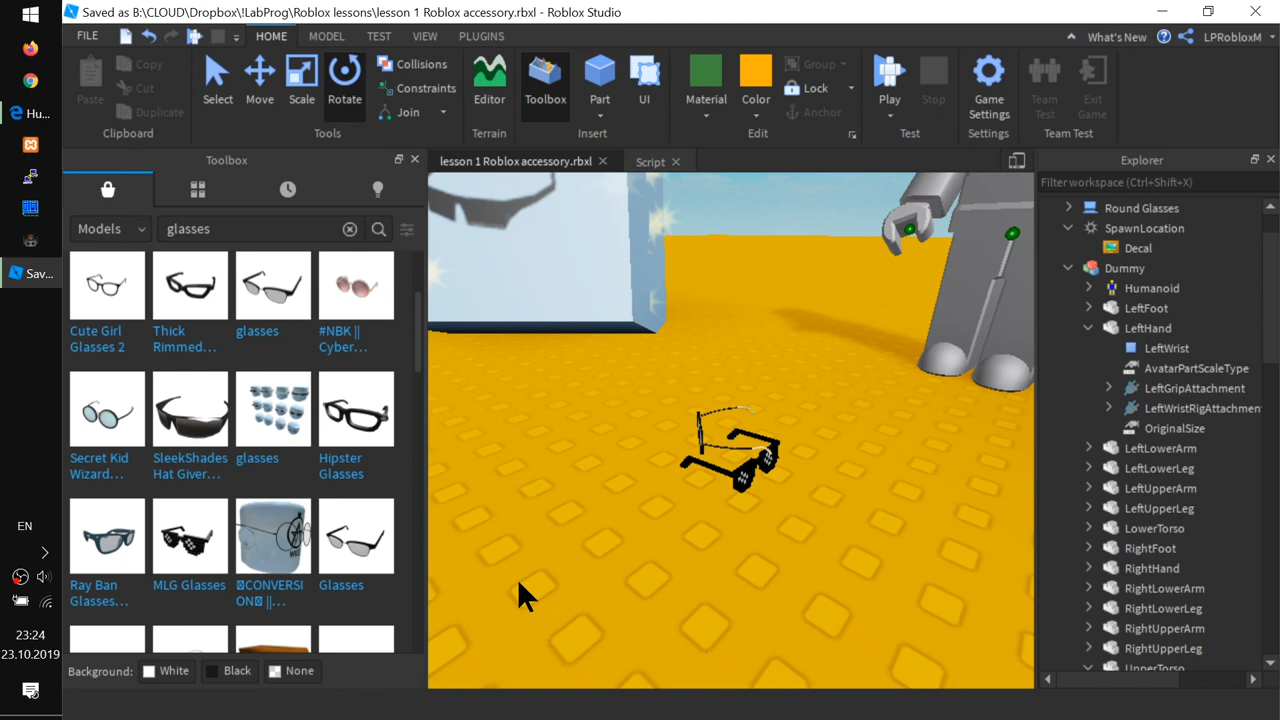 Saved as B:\CLOUD\Dropbox\!LabProg\Roblox lessons\lesson 1 Roblox accessory.rbxl - Roblox Studio
FILE HOME MODEL TEST VIEW PLUGINS What's New LPRobloxM
Paste Copy Cut Duplicate
Select Move Scale Rotate Collisions Constraints Join
Editor Toolbox Part UI
Material Color Group Lock Anchor
Play Stop Game Settings Team Test Exit Game
Clipboard Tools Terrain Insert Edit Test Settings Team Test
Toolbox
lesson 1 Roblox accessory.rbxl
Script
Explorer
Filter workspace (Ctrl+Shift+X)
Models glasses
Cute Girl Glasses 2
Thick Rimmed...
glasses
#NBK || Cyber...
Secret Kid Wizard...
SleekShades Hat Giver...
glasses
Hipster Glasses
Ray Ban Glasses...
MLG Glasses
CONVERSION ||...
Glasses
Background: White Black None
Round Glasses
SpawnLocation
Decal
Dummy
Humanoid
LeftFoot
LeftHand
LeftWrist
AvatarPartScaleType
LeftGripAttachment
LeftWristRigAttachmen
OriginalSize
LeftLowerArm
LeftLowerLeg
LeftUpperArm
LeftUpperLeg
LowerTorso
RightFoot
RightHand
RightLowerArm
RightLowerLeg
RightUpperArm
RightUpperLeg
UpperTorso
Hu...
Sav...
EN
23:24
23.10.2019